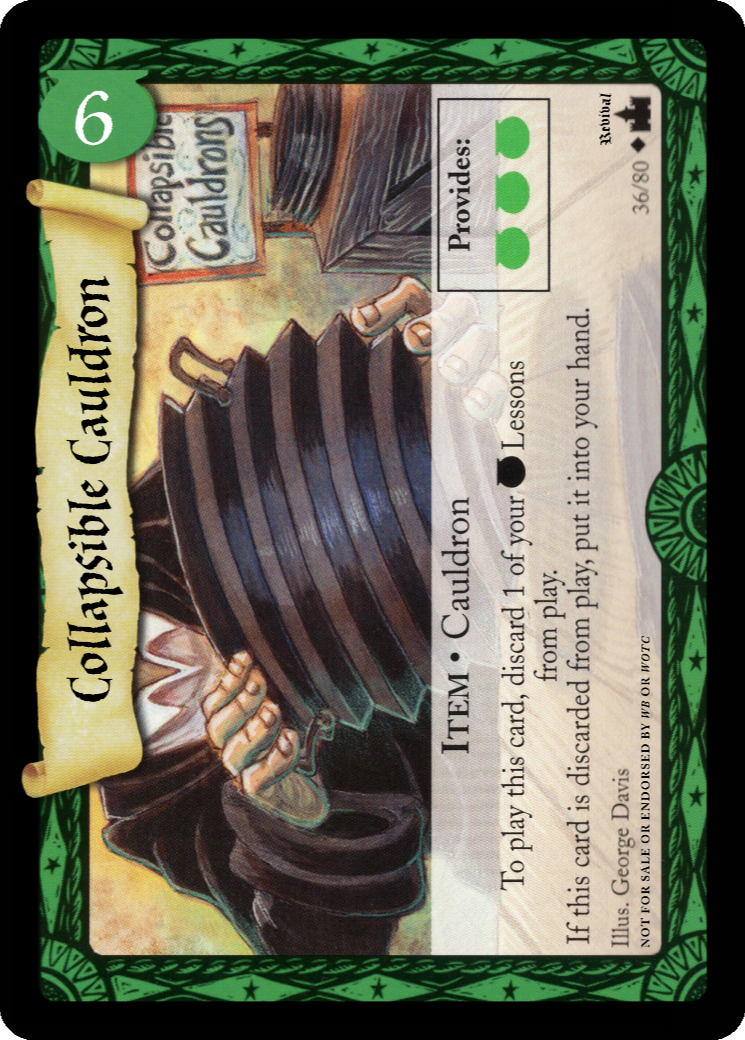 6
Collapsible Cauldron
Collapsible
Cauldrons
ITEM • Cauldron
Provides:
To play this card, discard 1 of your Lessons
from play.
If this card is discarded from play, put it into your hand.
Illus. George Davis
36/80
Revival
NOT FOR SALE OR ENDORSED BY WB OR WOTC